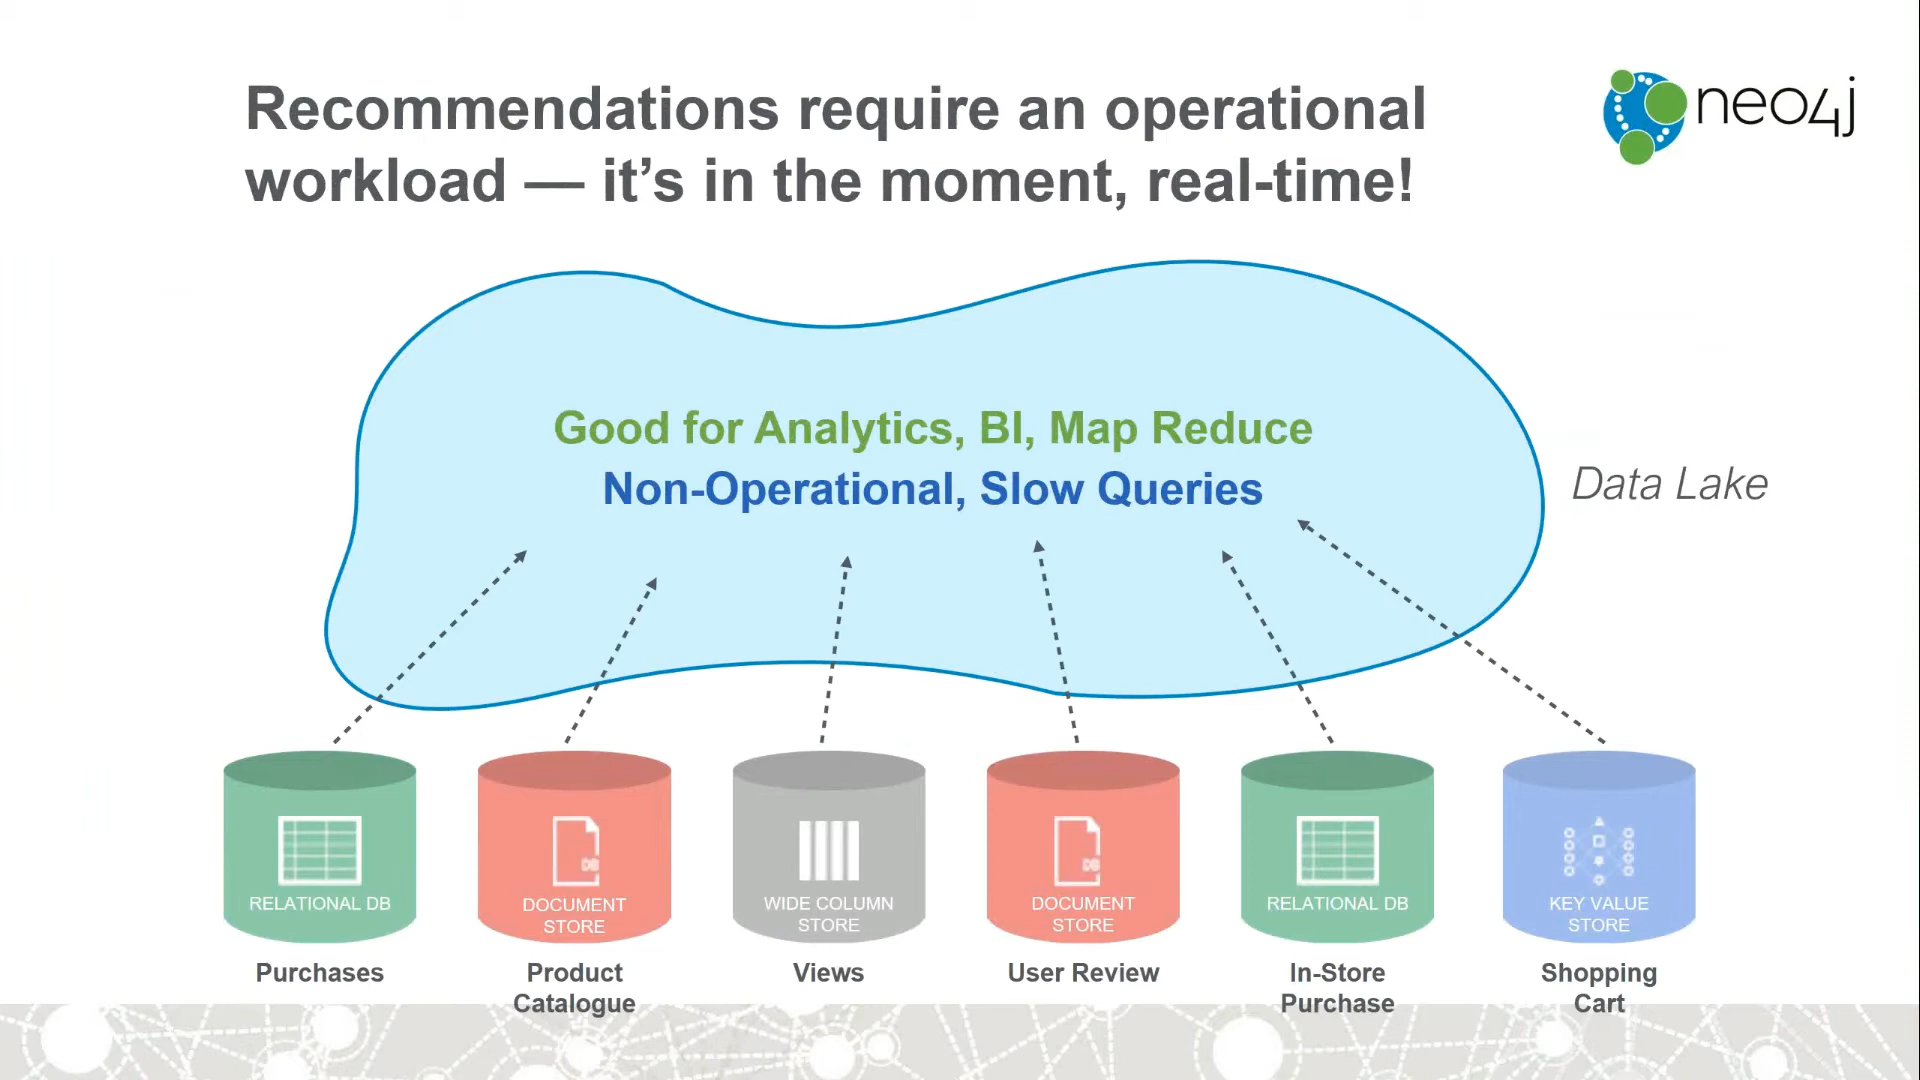 Recommendations require an operational
workload — it’s in the moment, real-time!
neo4j
Good for Analytics, BI, Map Reduce
Non-Operational, Slow Queries
Data Lake
RELATIONAL DB
DOCUMENT
STORE
WIDE COLUMN
STORE
DOCUMENT
STORE
RELATIONAL DB
KEY VALUE
STORE
DB
DB
Purchases
Product
Catalogue
Views
User Review
In-Store
Purchase
Shopping
Cart